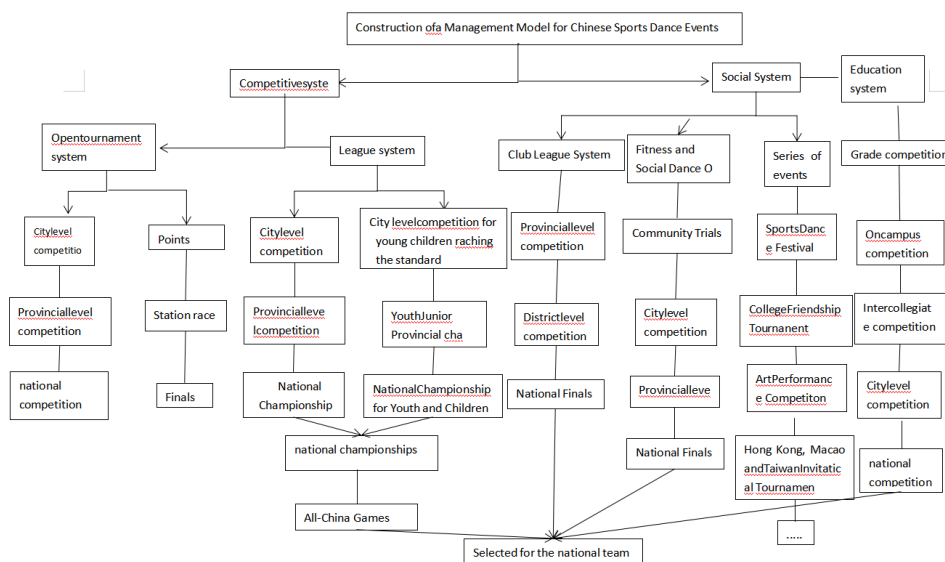 Construction ofa Management Model for Chinese Sports Dance Events
Competitivesyste
Social System
Education
system
Opentournament
system
League system
Club League System
Fitness and
Social Dance O
Series of
events
Grade competition
Citylevel
competitio
Points
Citylevel
competition
City levelcompetition for
young children raching
the standard
Provinciallevel
competition
Community Trials
SportsDanc
e Festival
Oncampus
competition
Provinciallevel
competition
Station race
Provincialleve
lcompetition
YouthJunior
Provincial cha
Districtlevel
competition
Citylevel
competition
CollegeFriendship
Tournanent
Intercollegiat
e competition
national
competition
Finals
National
Championship
NationalChampionship
for Youth and Children
National Finals
Provincialleve
ArtPerformanc
e Competiton
Citylevel
competition
national championships
National Finals
Hong Kong, Macao
andTaiwanInvitatic
al Tournamen
national
competition
All-China Games
.....
Selected for the national team